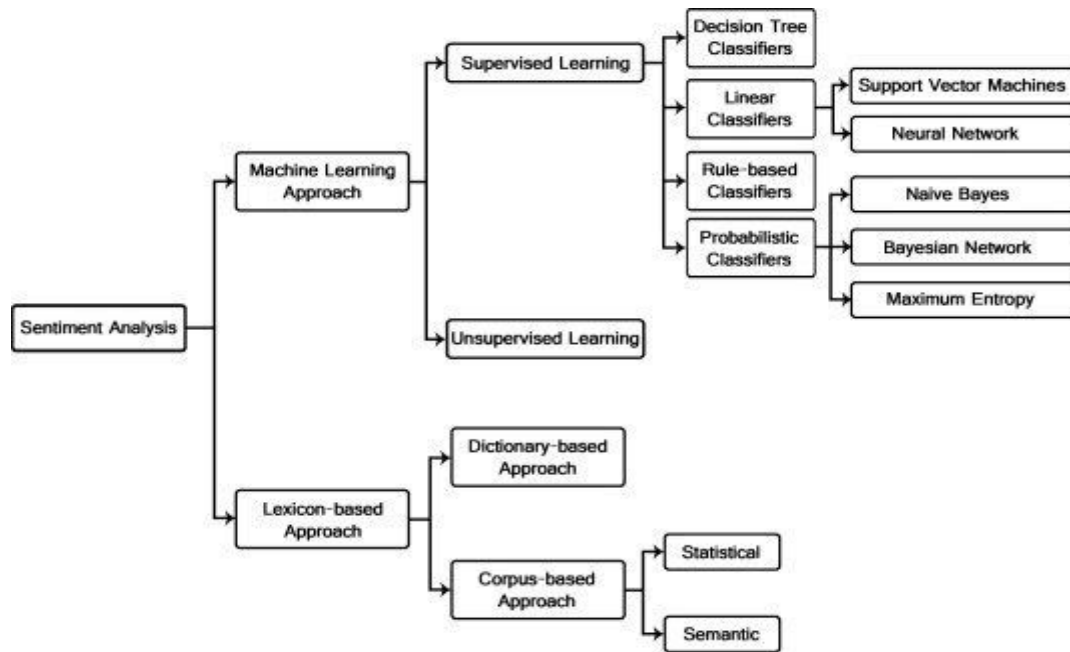 Decision Tree
Classifiers
Supervised Learning
Linear
Classifiers
Support Vector Machines
Neural Network
Machine Learning
Approach
Rule-based
Classifiers
Naive Bayes
Probabilistic
Classifiers
Bayesian Network
Maximum Entropy
Sentiment Analysis
Unsupervised Learning
Dictionary-based
Approach
Lexicon-based
Approach
Statistical
Corpus-based
Approach
Semantic